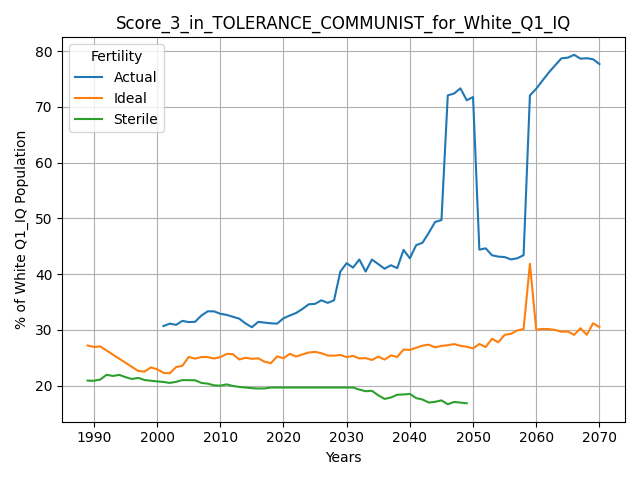 Score_3_in_TOLERANCE_COMMUNIST_for_White_Q1_IQ
Fertility
Actual
Ideal
Sterile
% of White Q1_IQ Population
80
70
60
50
40
30
20
1990 2000 2010 2020 2030 2040 2050 2060 2070
Years